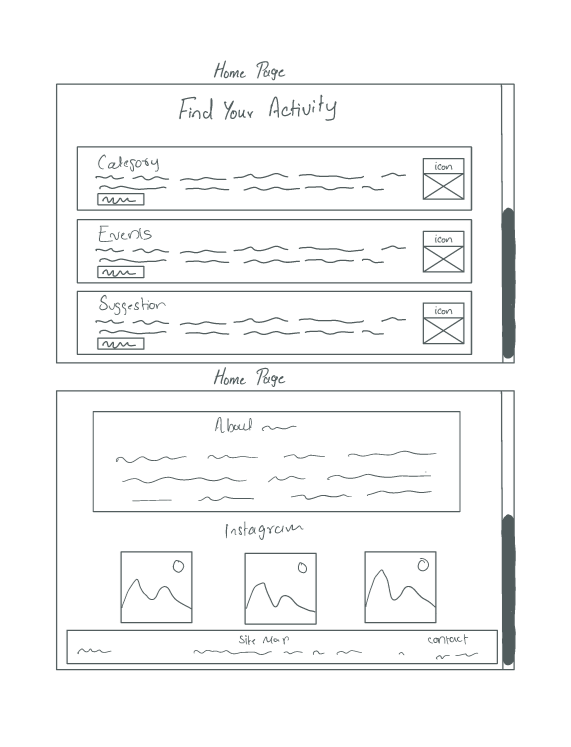 Home Page
Find Your Activity
Category
icon
Events
icon
Suggestion
icon
Home Page
About
Instagram
Site Map
contact